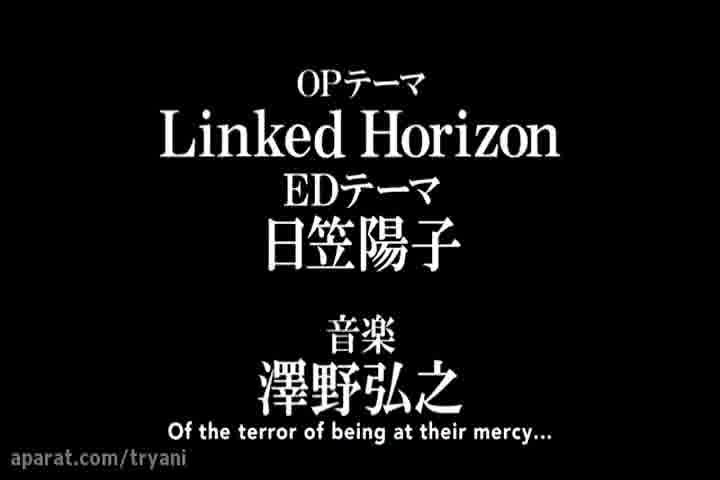 OPテーマ
Linked Horizon
EDテーマ
日笠陽子
音楽
澤野弘之
Of the terror of being at their mercy...
aparat.com/tryani